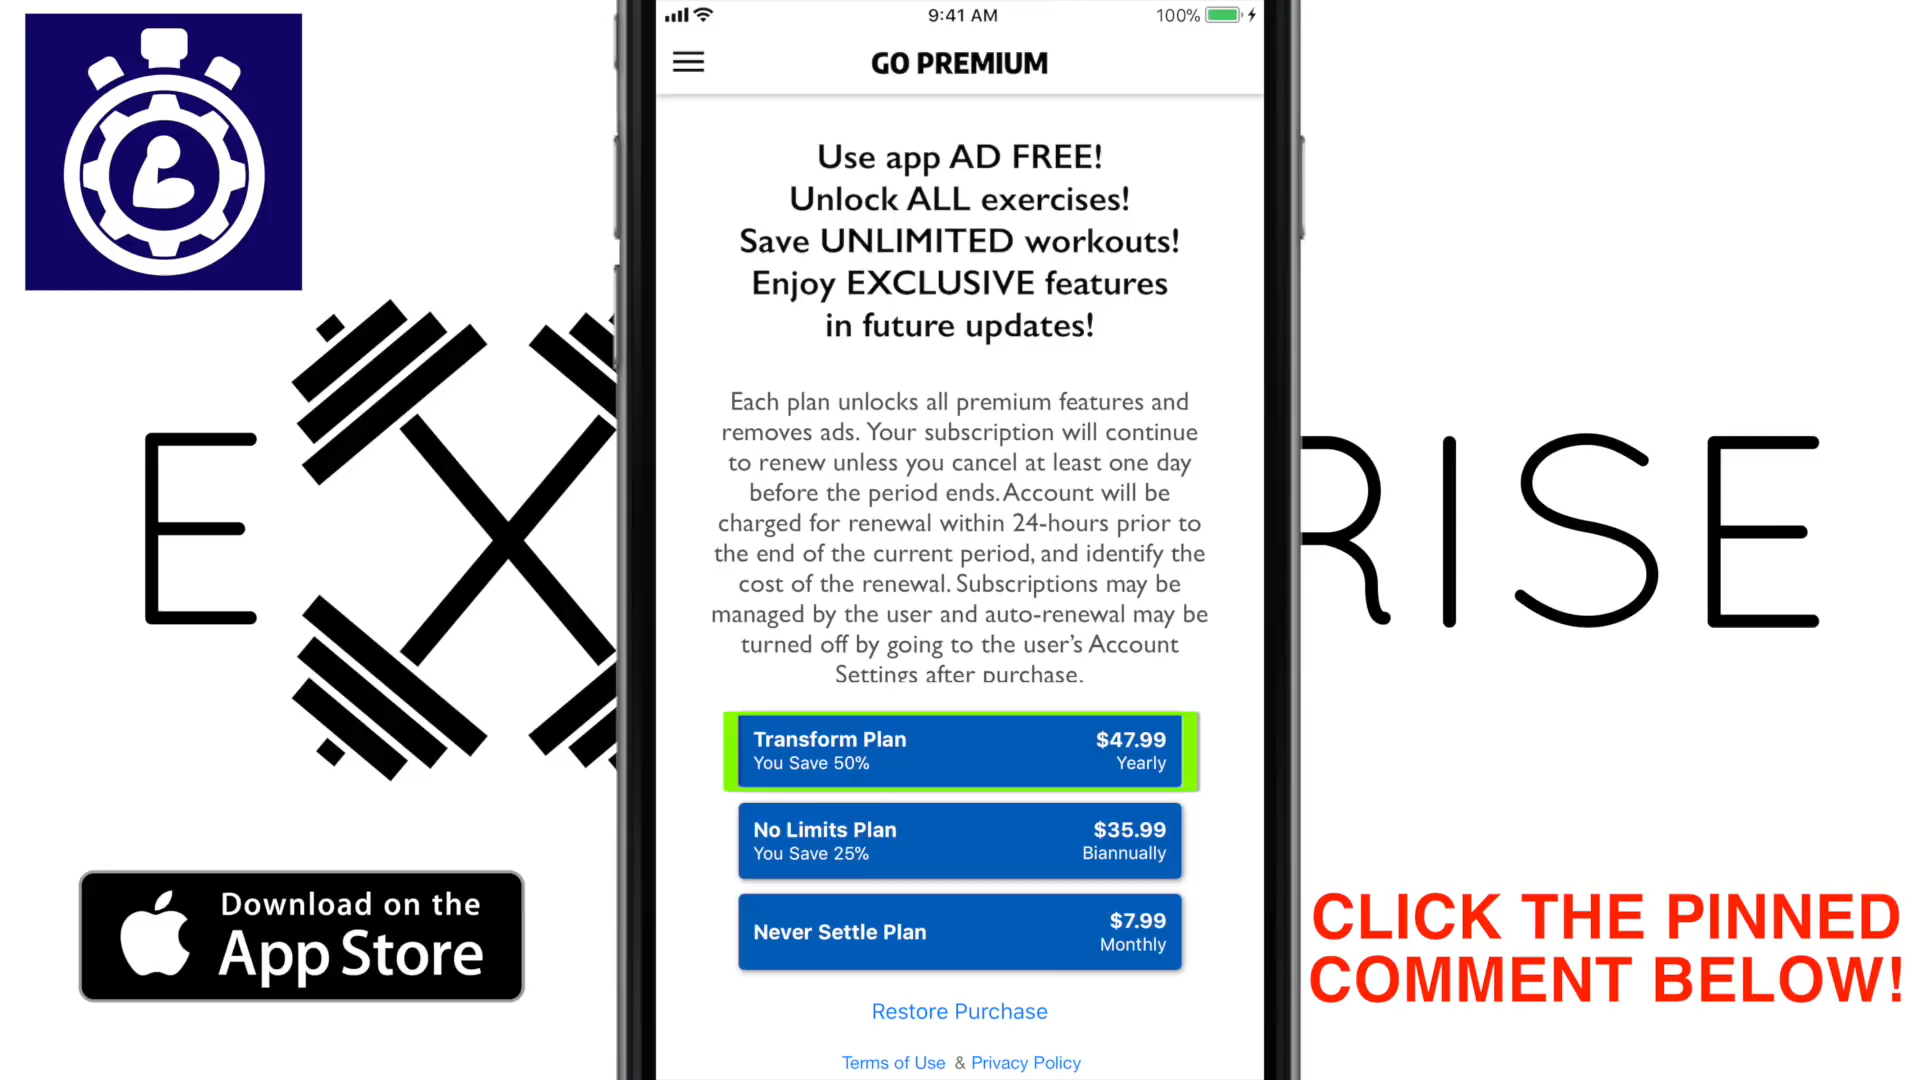 9:41 AM
100%
GO PREMIUM
Use app AD FREE!
Unlock ALL exercises!
Save UNLIMITED workouts!
Enjoy EXCLUSIVE features
in future updates!
Each plan unlocks all premium features and
removes ads. Your subscription will continue
to renew unless you cancel at least one day
before the period ends. Account will be
charged for renewal within 24-hours prior to
the end of the current period, and identify the
cost of the renewal. Subscriptions may be
managed by the user and auto-renewal may be
turned off by going to the user's Account
Settings after purchase.
Transform Plan
You Save 50%
$47.99
Yearly
No Limits Plan
You Save 25%
$35.99
Biannually
Never Settle Plan
$7.99
Monthly
Restore Purchase
Terms of Use & Privacy Policy
EX RISE
Download on the
App Store
CLICK THE PINNED
COMMENT BELOW!